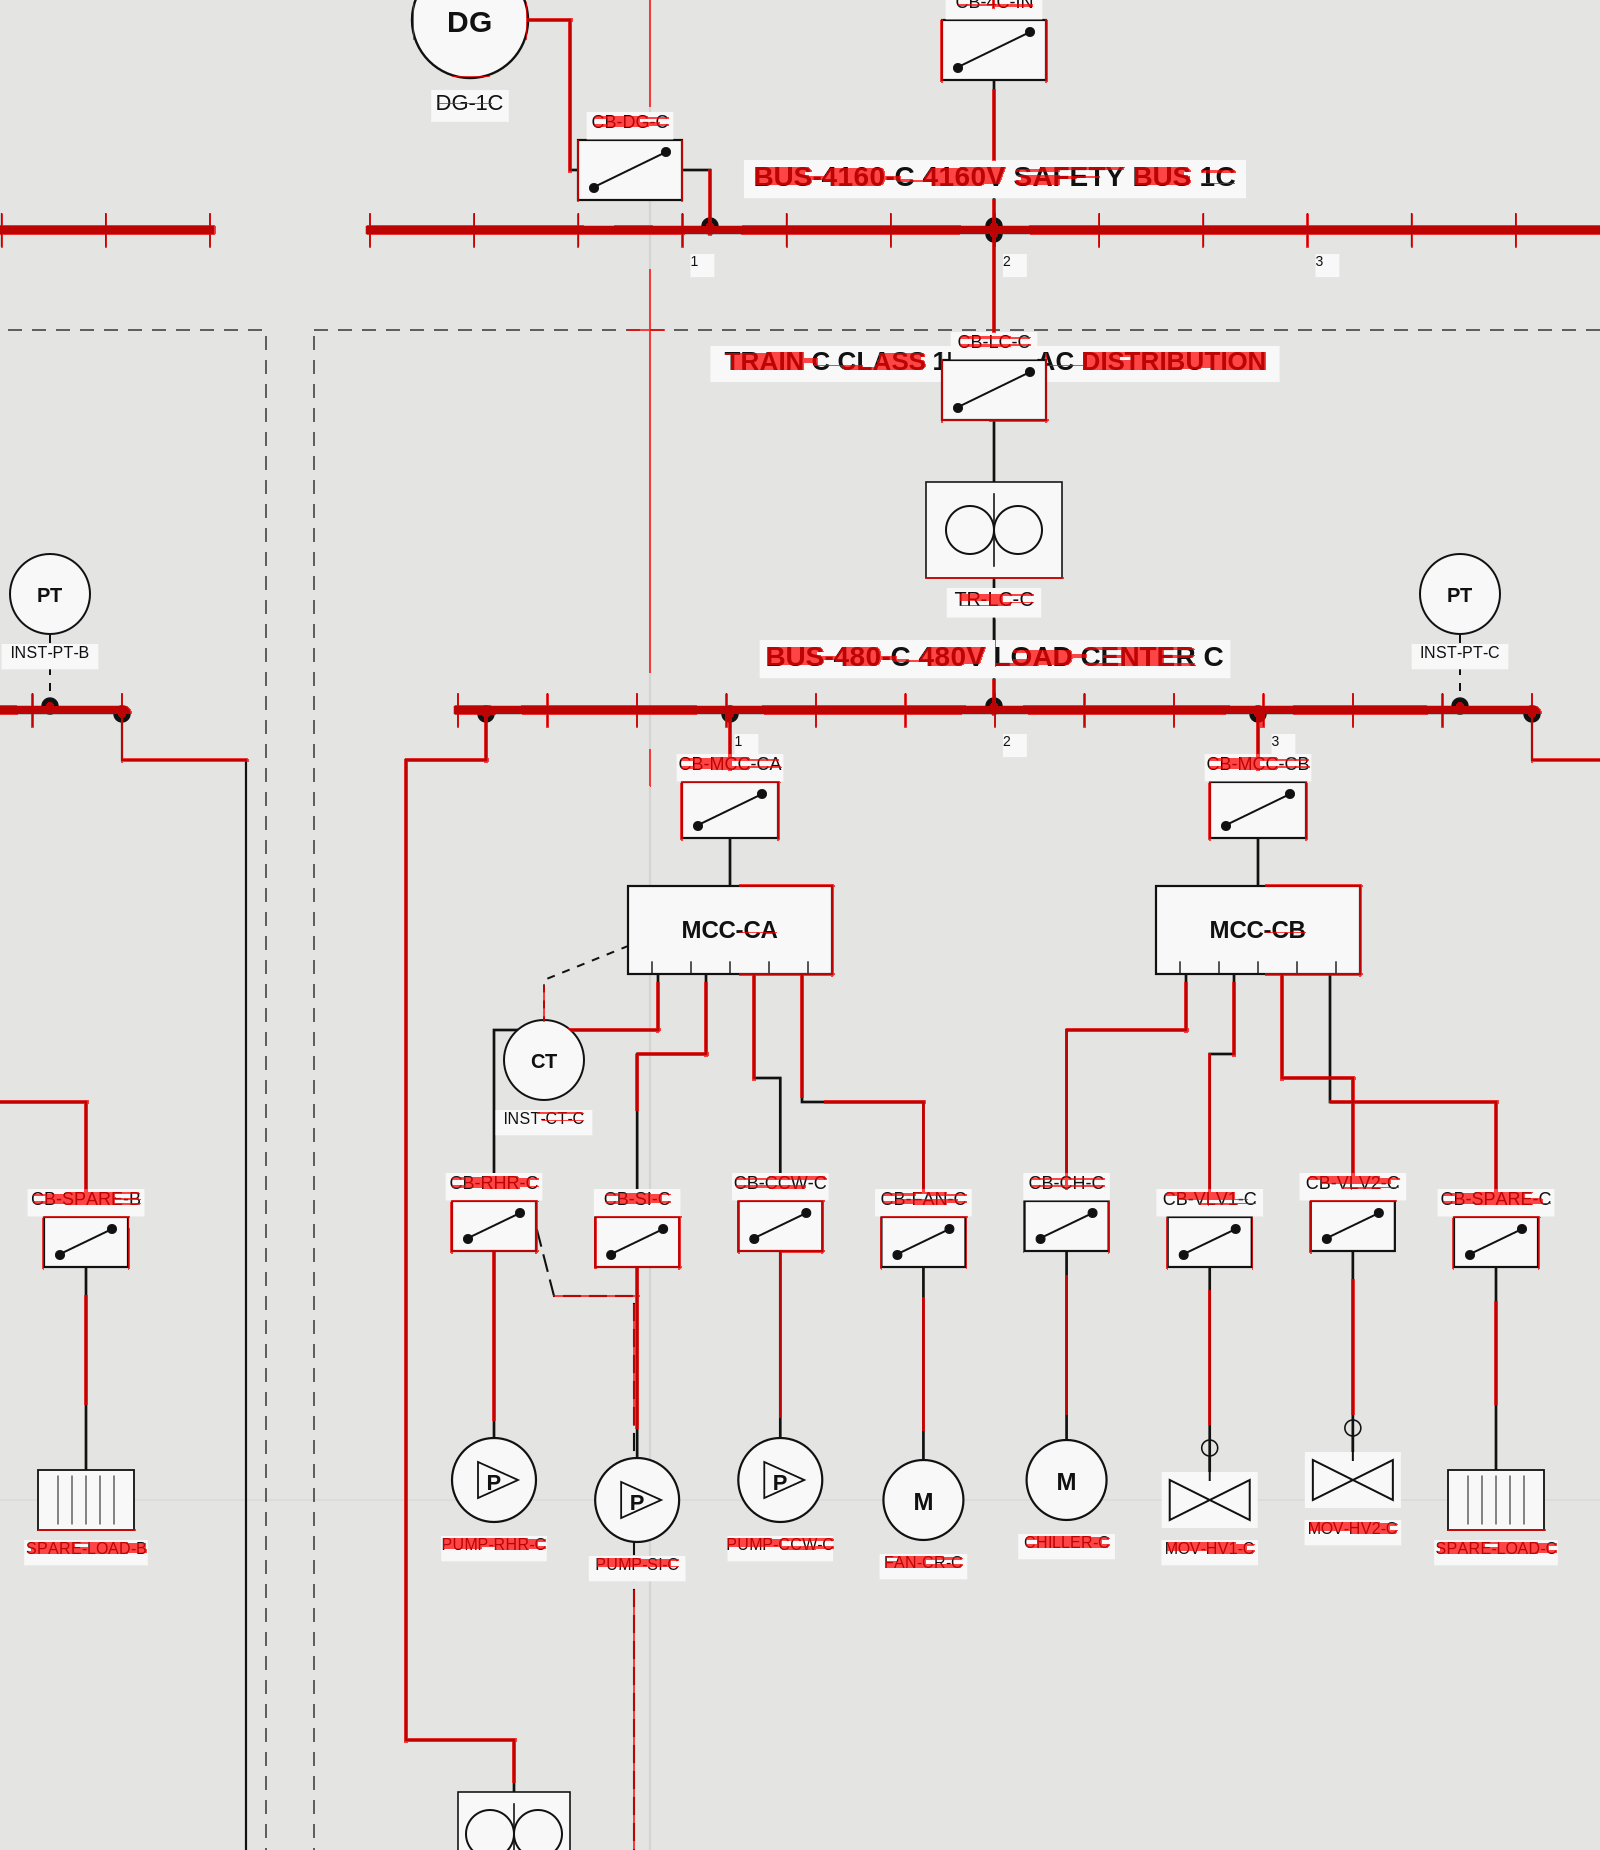 CB-4C-IN
DG
DG-1C
CB-DG-C
BUS-4160-C 4160V SAFETY BUS 1C
1
2
3
CB-LC-C
TRAIN C CLASS AC DISTRIBUTION
TR-LC-C
PT
INST-PT-B
PT
INST-PT-C
BUS-480-C 480V LOAD CENTER C
1
2
3
CB-MCC-CA
CB-MCC-CB
MCC-CA
MCC-CB
CT
INST-CT-C
CB-SPARE-B
CB-RHR-C
CB-SI-C
CB-CCW-C
CB-FAN-C
CB-CH-C
CB-VLV1-C
CB-VLV2-C
CB-SPARE-C
P
P
P
M
M
SPARE-LOAD-B
PUMP-RHR-C
PUMP-SI-C
PUMP-CCW-C
FAN-CR-C
CHILLER-C
MOV-HV1-C
MOV-HV2-C
SPARE-LOAD-C